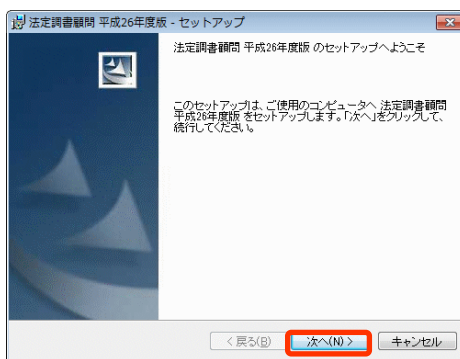 法定調書顧問 平成26年度版 - セットアップ
法定調書顧問 平成26年度版 のセットアップへようこそ
このセットアップは、ご使用のコンピュータへ 法定調書顧問
平成26年度版 をセットアップします。「次へ」をクリックして、
続行してください。
< 戻る(B)
次へ(N) >
キャンセル